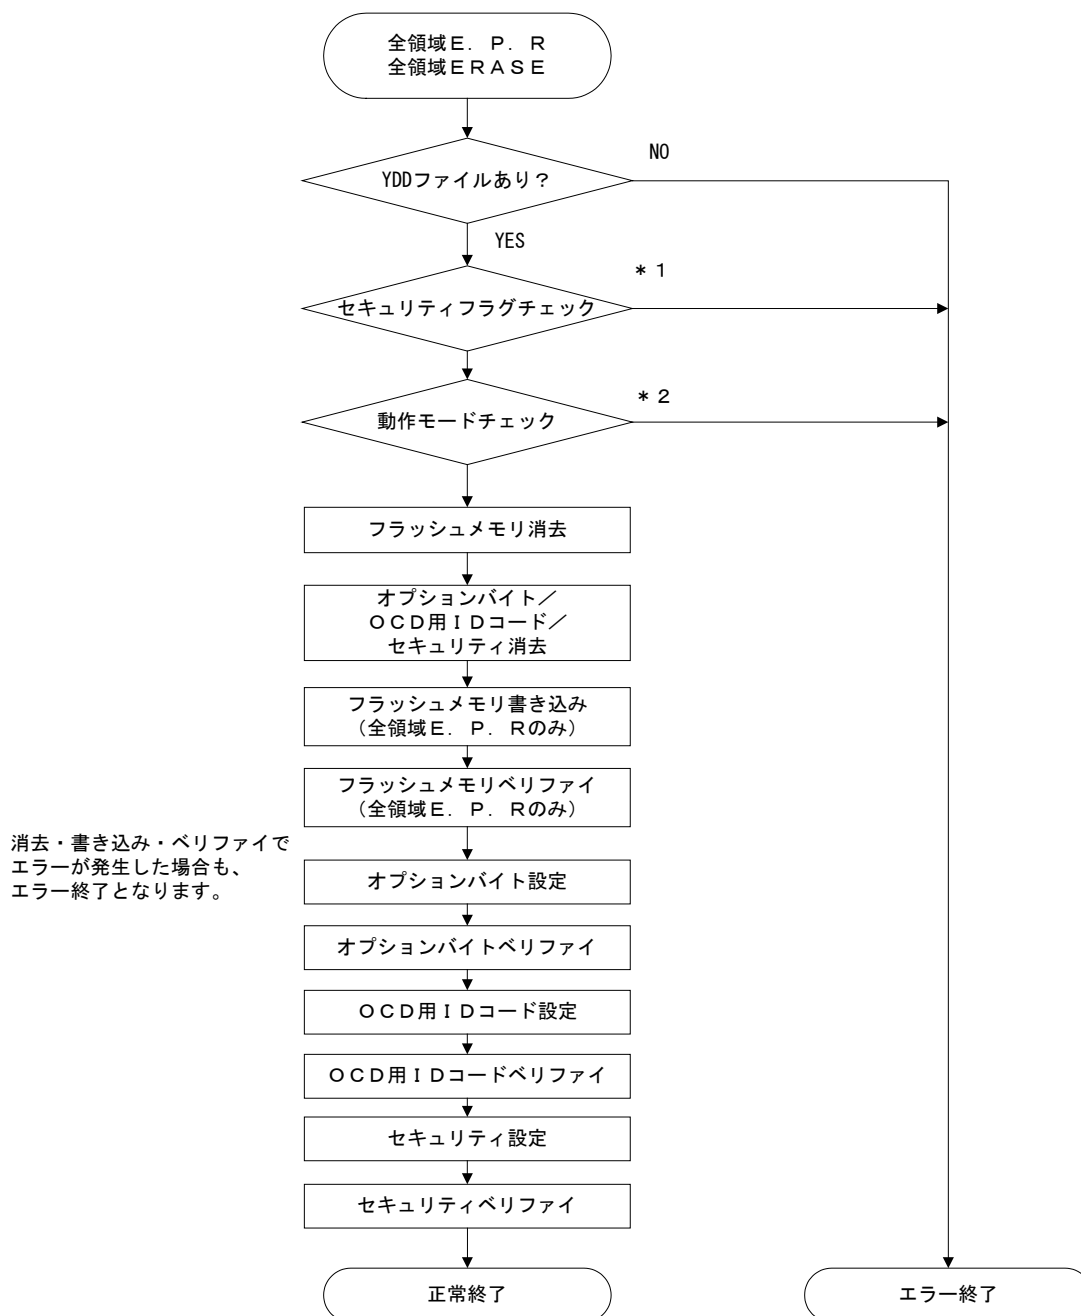 全領域Ｅ．Ｐ．Ｒ
全領域ＥＲＡＳＥ
NO
YDDファイルあり？
YES
＊１
セキュリティフラグチェック
＊２
動作モードチェック
フラッシュメモリ消去
オプションバイト／
ＯＣＤ用ＩＤコード／
セキュリティ消去
フラッシュメモリ書き込み
（全領域Ｅ．Ｐ．Ｒのみ）
フラッシュメモリベリファイ
（全領域Ｅ．Ｐ．Ｒのみ）
消去・書き込み・ベリファイで
エラーが発生した場合も、
エラー終了となります。
オプションバイト設定
オプションバイトベリファイ
ＯＣＤ用ＩＤコード設定
ＯＣＤ用ＩＤコードベリファイ
セキュリティ設定
セキュリティベリファイ
正常終了
エラー終了